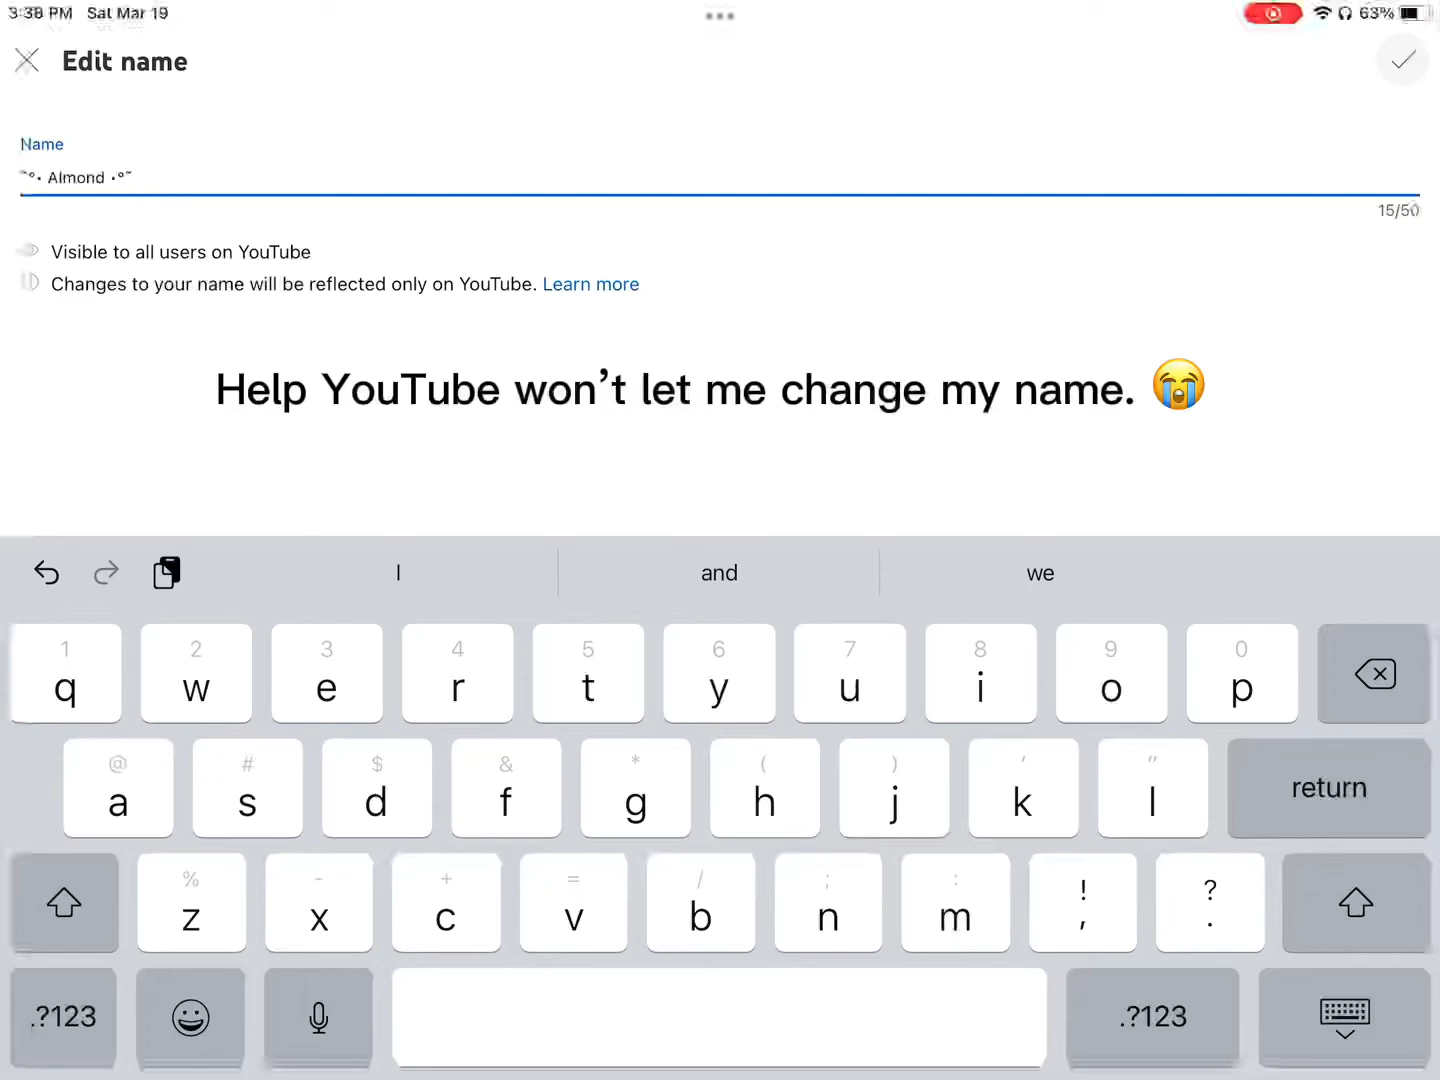 3:38 PM Sat Mar 19
63%
Edit name
Name
˜°• Almond •°˜
15/50
Visible to all users on YouTube
Changes to your name will be reflected only on YouTube. Learn more
Help YouTube won’t let me change my name. 😭
I and we
1 2 3 4 5 6 7 8 9 0
q w e r t y u i o p
@ # $ & * ( ) ' "
a s d f g h j k l return
% - + = / ; : ! ?
z x c v b n m , .
.?123 .?123